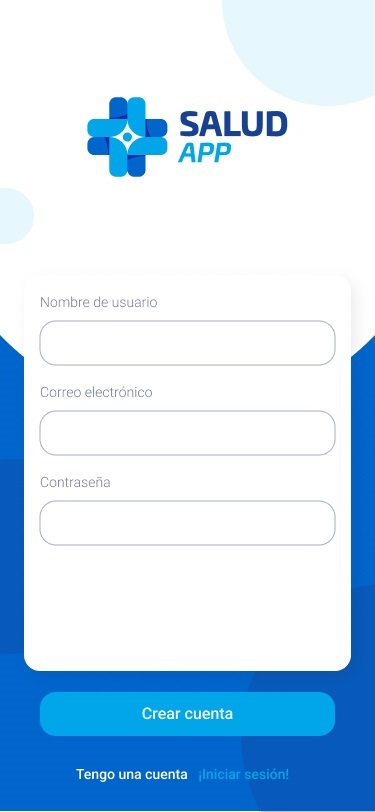 SALUD
APP
Nombre de usuario
Correo electrónico
Contraseña
Crear cuenta
Tengo una cuenta ¡Iniciar sesión!